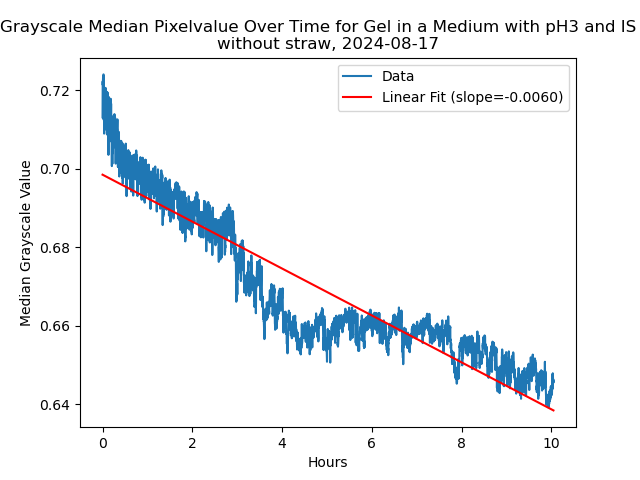 Grayscale Median Pixelvalue Over Time for Gel in a Medium with pH3 and IS
without straw, 2024-08-17
Data
Linear Fit (slope=-0.0060)
Median Grayscale Value
0.72
0.70
0.68
0.66
0.64
0 2 4 6 8 10
Hours